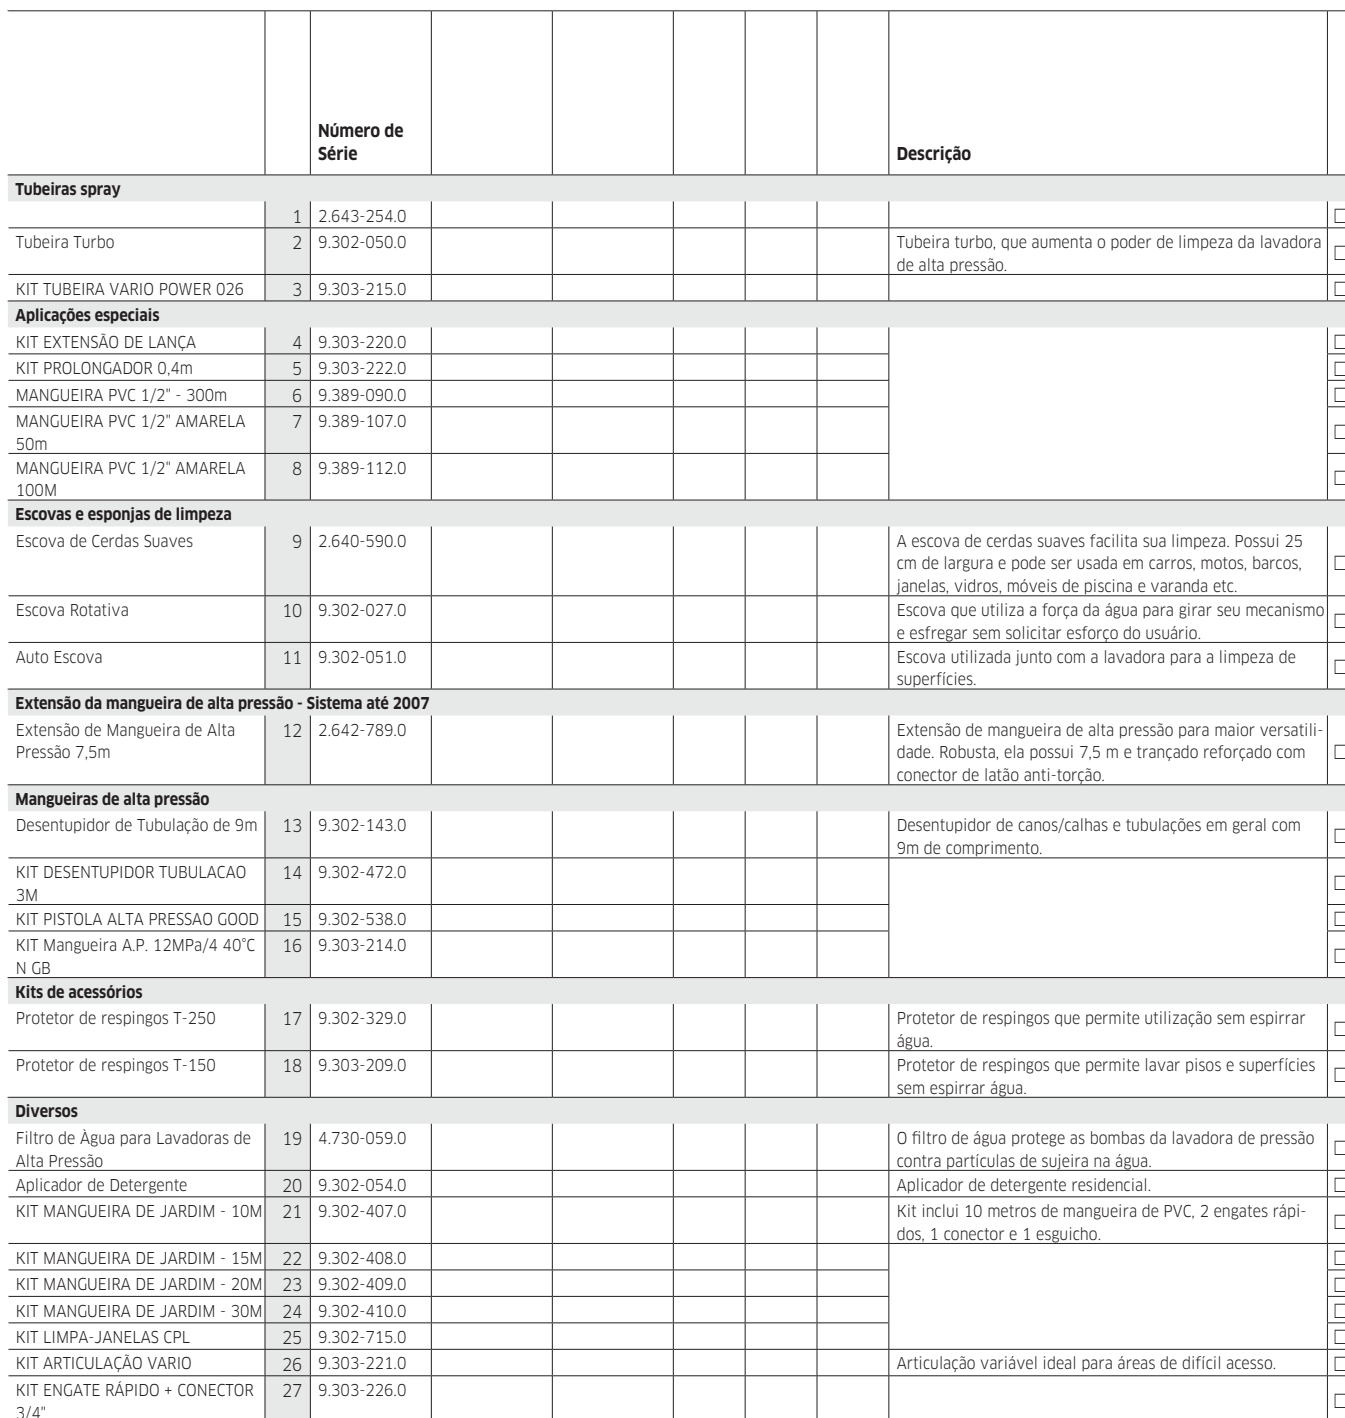 Número de
Série
Descrição
Tubeiras spray
1 2.643-254.0
Tubeira Turbo 2 9.302-050.0 Tubeira turbo, que aumenta o poder de limpeza da lavadora
de alta pressão.
KIT TUBEIRA VARIO POWER 026 3 9.303-215.0
Aplicações especiais
KIT EXTENSÃO DE LANÇA 4 9.303-220.0
KIT PROLONGADOR 0,4m 5 9.303-222.0
MANGUEIRA PVC 1/2" - 300m 6 9.389-090.0
MANGUEIRA PVC 1/2" AMARELA 7 9.389-107.0
50m
MANGUEIRA PVC 1/2" AMARELA 8 9.389-112.0
100M
Escovas e esponjas de limpeza
Escova de Cerdas Suaves 9 2.640-590.0 A escova de cerdas suaves facilita sua limpeza. Possui 25
cm de largura e pode ser usada em carros, motos, barcos,
janelas, vidros, móveis de piscina e varanda etc.
Escova Rotativa 10 9.302-027.0 Escova que utiliza a força da água para girar seu mecanismo
e esfregar sem solicitar esforço do usuário.
Auto Escova 11 9.302-051.0 Escova utilizada junto com a lavadora para a limpeza de
superfícies.
Extensão da mangueira de alta pressão - Sistema até 2007
Extensão de Mangueira de Alta 12 2.642-789.0 Extensão de mangueira de alta pressão para maior versatili-
Pressão 7,5m dade. Robusta, ela possui 7,5 m e trançado reforçado com
conector de latão anti-torção.
Mangueiras de alta pressão
Desentupidor de Tubulação de 9m 13 9.302-143.0 Desentupidor de canos/calhas e tubulações em geral com
9m de comprimento.
KIT DESENTUPIDOR TUBULACAO 14 9.302-472.0
3M
KIT PISTOLA ALTA PRESSAO GOOD 15 9.302-538.0
KIT Mangueira A.P. 12MPa/4 40°C 16 9.303-214.0
N GB
Kits de acessórios
Protetor de respingos T-250 17 9.302-329.0 Protetor de respingos que permite utilização sem espirrar
água.
Protetor de respingos T-150 18 9.303-209.0 Protetor de respingos que permite lavar pisos e superfícies
sem espirrar água.
Diversos
Filtro de Àgua para Lavadoras de 19 4.730-059.0 O filtro de água protege as bombas da lavadora de pressão
Alta Pressão contra partículas de sujeira na água.
Aplicador de Detergente 20 9.302-054.0 Aplicador de detergente residencial.
KIT MANGUEIRA DE JARDIM - 10M 21 9.302-407.0 Kit inclui 10 metros de mangueira de PVC, 2 engates rápi-
dos, 1 conector e 1 esguicho.
KIT MANGUEIRA DE JARDIM - 15M 22 9.302-408.0
KIT MANGUEIRA DE JARDIM - 20M 23 9.302-409.0
KIT MANGUEIRA DE JARDIM - 30M 24 9.302-410.0
KIT LIMPA-JANELAS CPL 25 9.302-715.0
KIT ARTICULAÇÃO VARIO 26 9.303-221.0 Articulação variável ideal para áreas de difícil acesso.
KIT ENGATE RÁPIDO + CONECTOR 27 9.303-226.0
3/4"